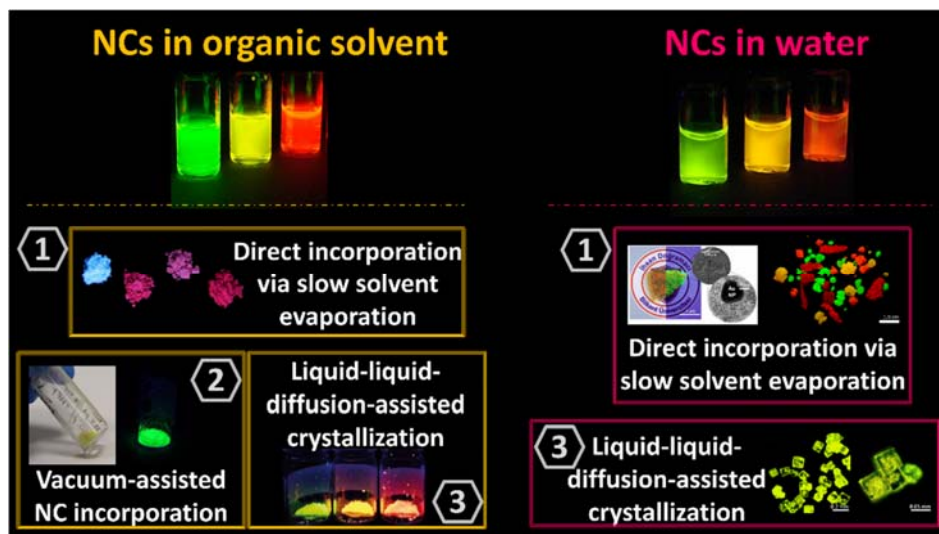 NCs in organic solvent
NCs in water
1
Direct incorporation
via slow solvent
evaporation
2
Vacuum-assisted
NC incorporation
Liquid-liquid-
diffusion-assisted
crystallization
3
1
Direct incorporation via
slow solvent evaporation
3
Liquid-liquid-
diffusion-assisted
crystallization